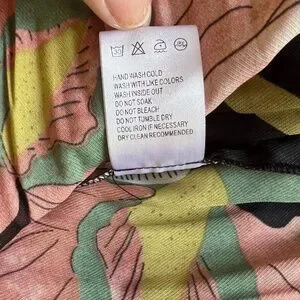 HAND WASH COLD
WASH WITH LIKE COLORS
WASH INSIDE OUT
DO NOT SOAK
DO NOT BLEACH
DO NOT TUMBLE DRY
COOL IRON IF NECESSARY
DRY CLEAN RECOMMENDED